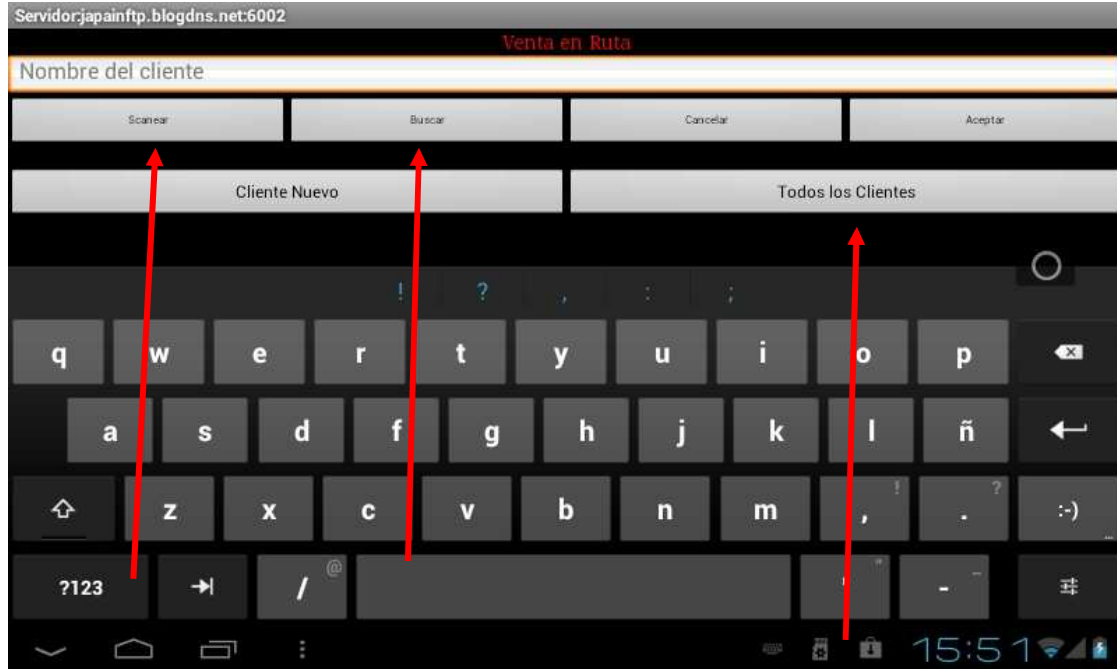 Servidor:japainftp.blogdns.net:6002
Venta en Ruta
Nombre del cliente
Scanear Buscar Cancelar Aceptar
Cliente Nuevo Todos los Clientes
! ? , : ;
q w e r t y u i o p
a s d f g h j k l ñ
z x c v b n m , ! . ? :-) ...
?123 / @ ' " - _
15:51